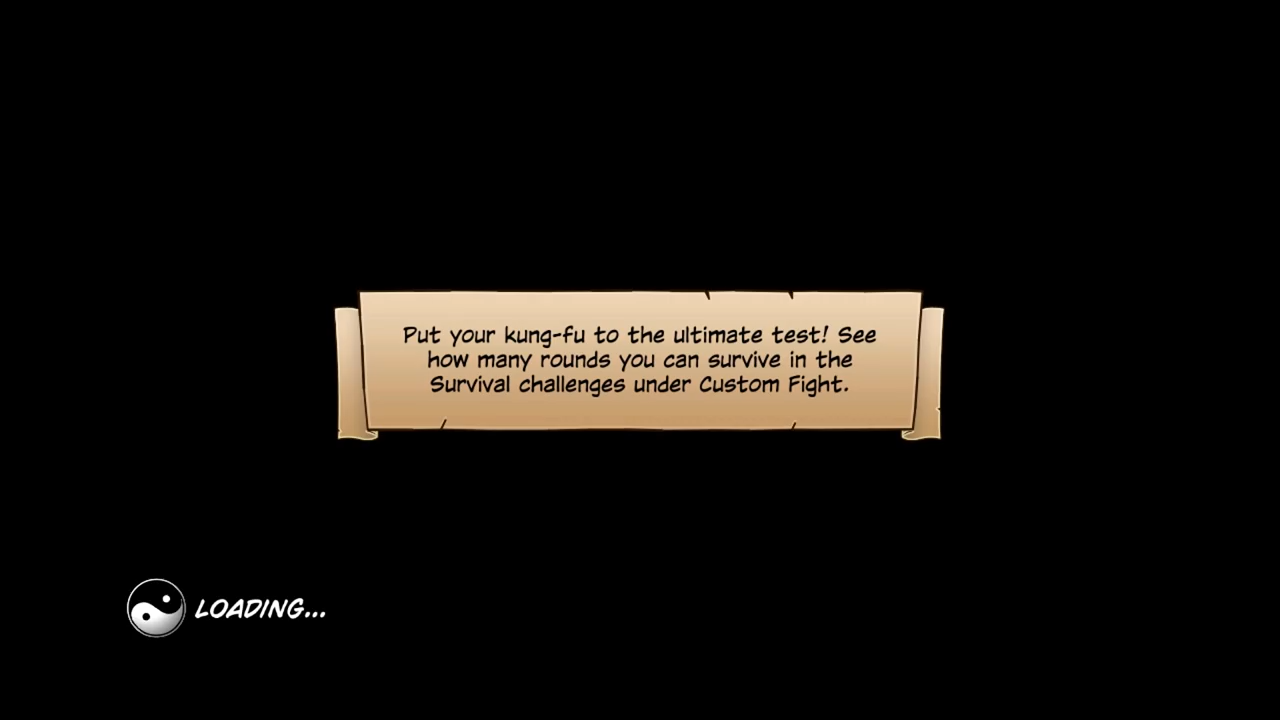 Put your kung-fu to the ultimate test! See
how many rounds you can survive in the
Survival challenges under Custom Fight.
LOADING...